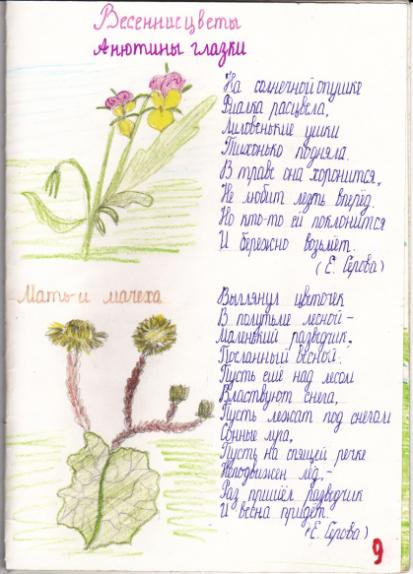 Весенние цветы
Анютины глазки
На солнечной опушке
Фиалка расцвела,
Лиловенькие ушки
Тихонько подняла.
В траве она хоронится,
Не любит лезть вперёд.
Но кто-то ей поклонится
И бережно возьмёт.
(Е. Серова)
Мать-и мачеха
Выглянул цветочек
В полутьме лесной –
Маленький разведчик,
Посланный весной.
Пусть ещё над лесом
Властвуют снега,
Пусть лежат под снегом
Сонные луга,
Пусть на спящей речке
Неподвижен лёд, –
Раз пришёл разведчик
И весна придёт.
(Е. Серова)
9